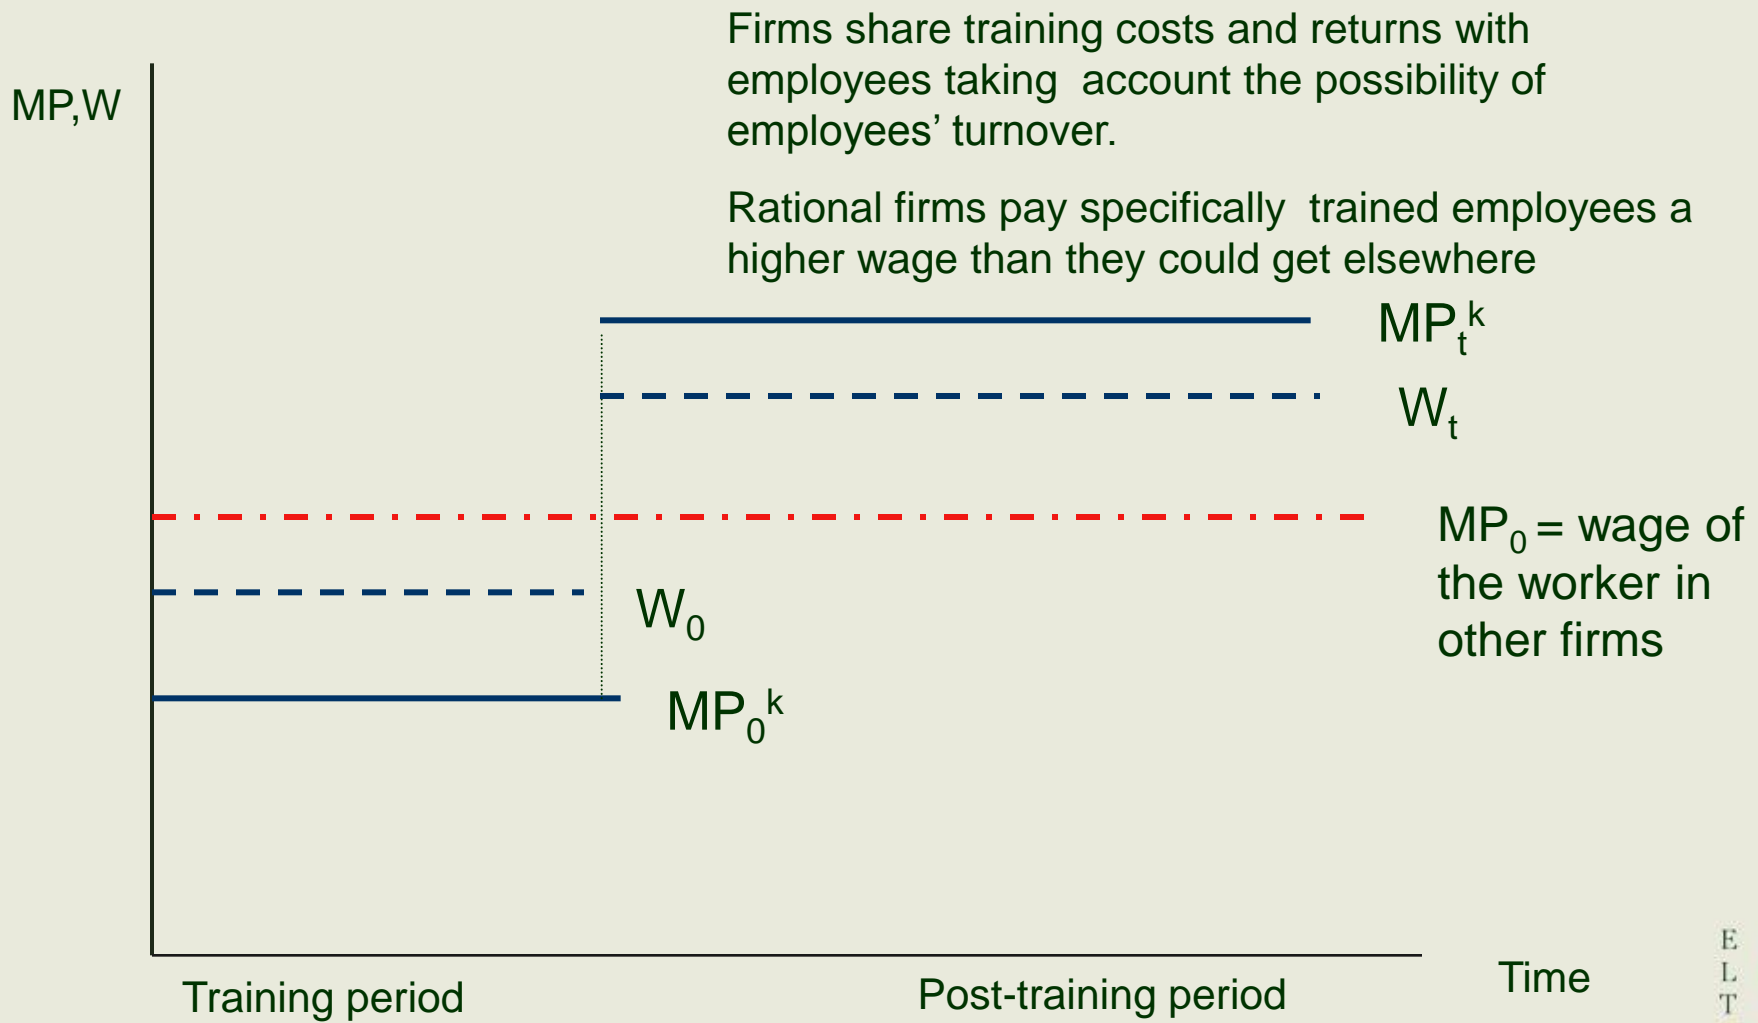 Firms share training costs and returns with
employees taking  account the possibility of
employees’ turnover.
Rational firms pay specifically  trained employees a
higher wage than they could get elsewhere
MP,W
MPₜᵏ
Wₜ
MP₀ = wage of
the worker in
other firms
W₀
MP₀ᵏ
Training period
Post-training period
Time
E
L
T